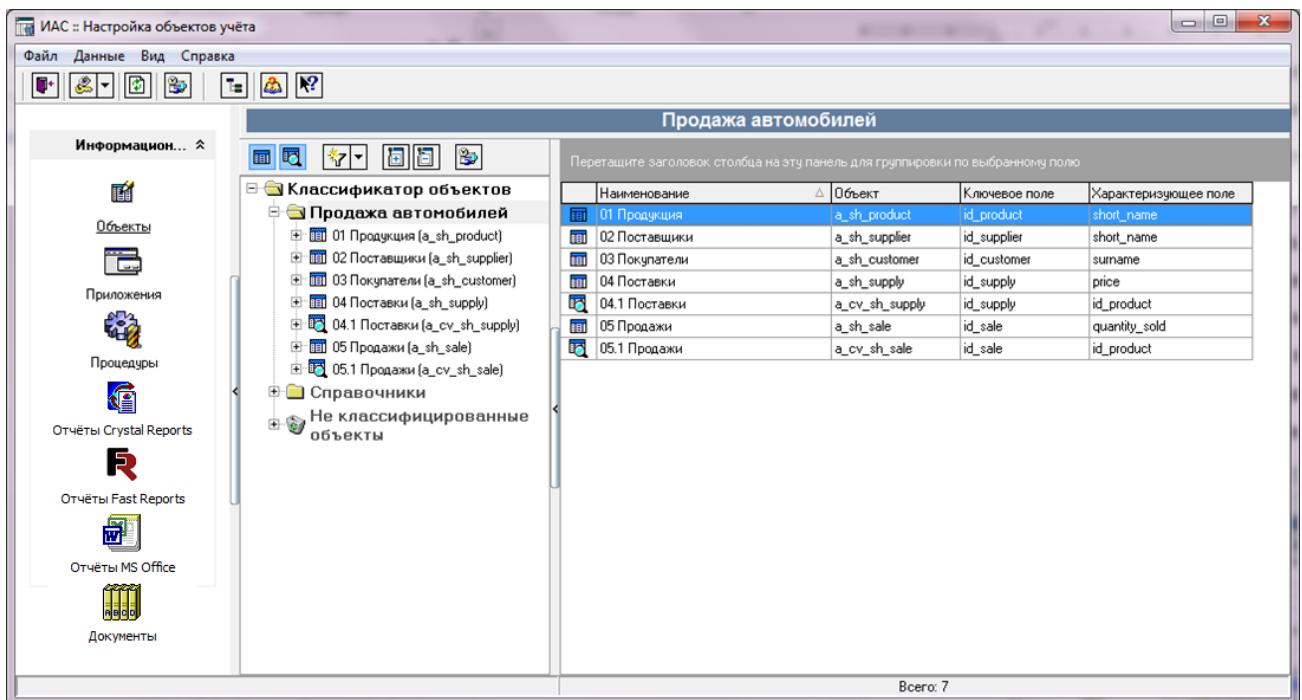 ИАС :: Настройка объектов учёта
Файл Данные Вид Справка
Продажа автомобилей
Информацион...
Объекты
Приложения
Процедуры
Отчёты Crystal Reports
Отчёты Fast Reports
Отчёты MS Office
Документы
Классификатор объектов
Продажа автомобилей
01 Продукция (a_sh_product)
02 Поставщики (a_sh_supplier)
03 Покупатели (a_sh_customer)
04 Поставки (a_sh_supply)
04.1 Поставки (a_cv_sh_supply)
05 Продажи (a_sh_sale)
05.1 Продажи (a_cv_sh_sale)
Справочники
Не классифицированные
объекты
Перетащите заголовок столбца на эту панель для группировки по выбранному полю
Наименование Объект Ключевое поле Характеризующее поле
01 Продукция a_sh_product id_product short_name
02 Поставщики a_sh_supplier id_supplier short_name
03 Покупатели a_sh_customer id_customer surname
04 Поставки a_sh_supply id_supply price
04.1 Поставки a_cv_sh_supply id_supply id_product
05 Продажи a_sh_sale id_sale quantity_sold
05.1 Продажи a_cv_sh_sale id_sale id_product
Всего: 7